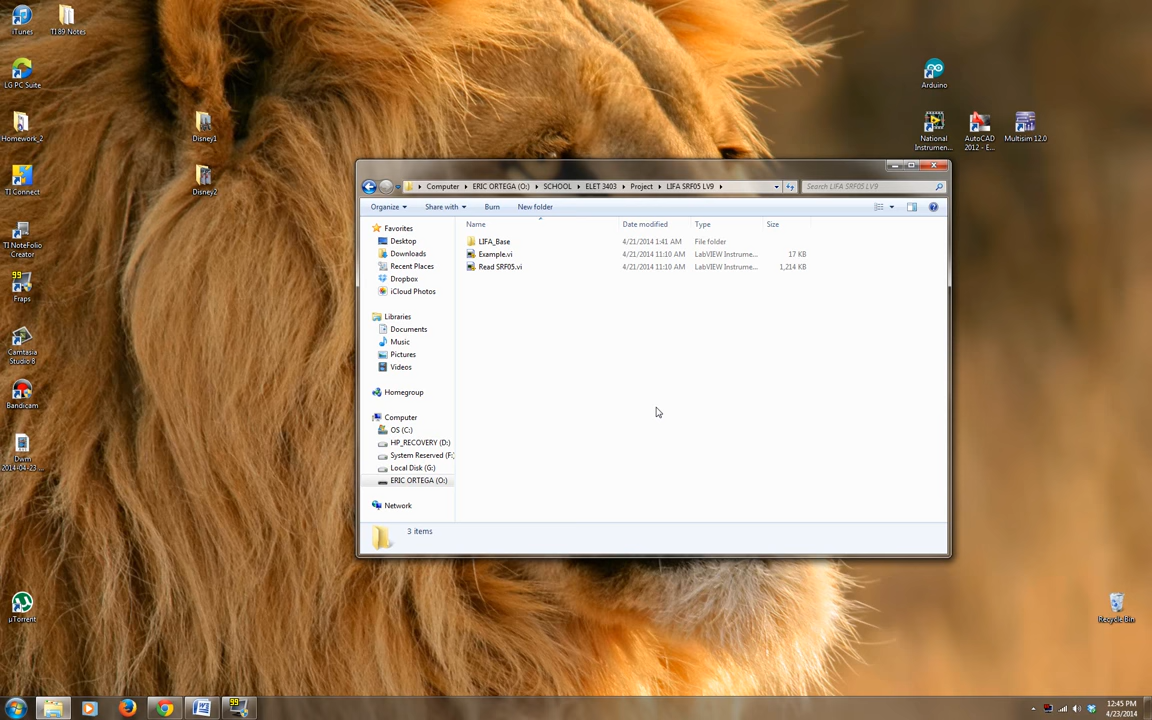 iTunes
TI89 Notes
LG PC Suite
Homework_2
TI Connect
TI NoteFolio
Creator
Fraps
Camtasia
Studio 8
Bandicam
Dwm
2014-04-23...
µTorrent
Disney1
Disney2
Arduino
National
Instrumen...
AutoCAD
2012 - E...
Multisim 12.0
Recycle Bin
Computer
ERIC ORTEGA (O:)
SCHOOL
ELET 3403
Project
LIFA SRF05 LV9
Search LIFA SRF05 LV9
Organize
Share with
Burn
New folder
Name
Date modified
Type
Size
LIFA_Base
4/21/2014 1:41 AM
File folder
Example.vi
4/21/2014 11:10 AM
LabVIEW Instrume...
17 KB
Read SRF05.vi
4/21/2014 11:10 AM
LabVIEW Instrume...
1,214 KB
Favorites
Desktop
Downloads
Recent Places
Dropbox
iCloud Photos
Libraries
Documents
Music
Pictures
Videos
Homegroup
Computer
OS (C:)
HP_RECOVERY (D:)
System Reserved (F:
Local Disk (G:)
ERIC ORTEGA (O:)
Network
3 items
99
12:45 PM
4/23/2014